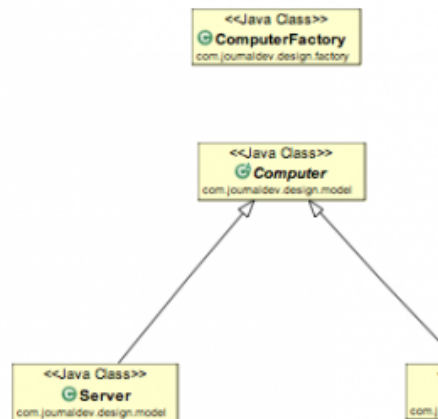 <<Java Class>>
ComputerFactory
com.journaldev.design.factory
<<Java Class>>
Computer
com.journaldev.design.model
<<Java Class>>
Server
com.journaldev.design.model